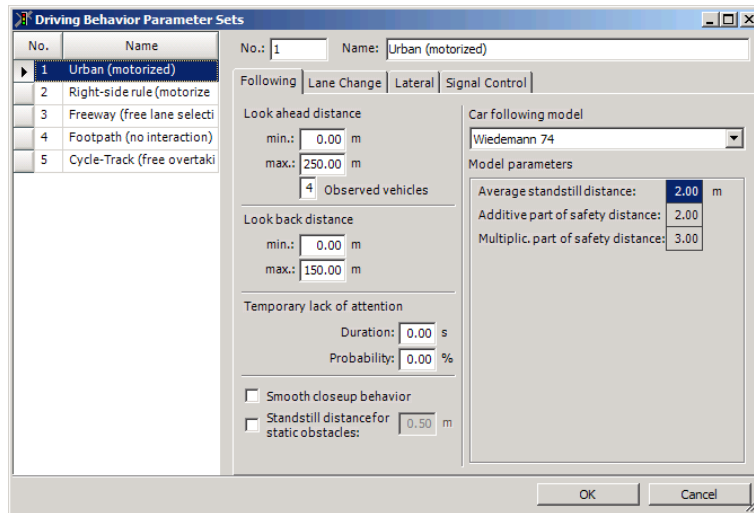 Driving Behavior Parameter Sets
No. Name
1 Urban (motorized)
2 Right-side rule (motorize
3 Freeway (free lane selecti
4 Footpath (no interaction)
5 Cycle-Track (free overtaki
No.: 1 Name: Urban (motorized)
Following Lane Change Lateral Signal Control
Look ahead distance
min.: 0.00 m
max.: 250.00 m
4 Observed vehicles
Look back distance
min.: 0.00 m
max.: 150.00 m
Temporary lack of attention
Duration: 0.00 s
Probability: 0.00 %
Smooth closeup behavior
Standstill distance for
static obstacles: 0.50 m
Car following model
Wiedemann 74
Model parameters
Average standstill distance: 2.00 m
Additive part of safety distance: 2.00
Multiplic. part of safety distance: 3.00
OK Cancel